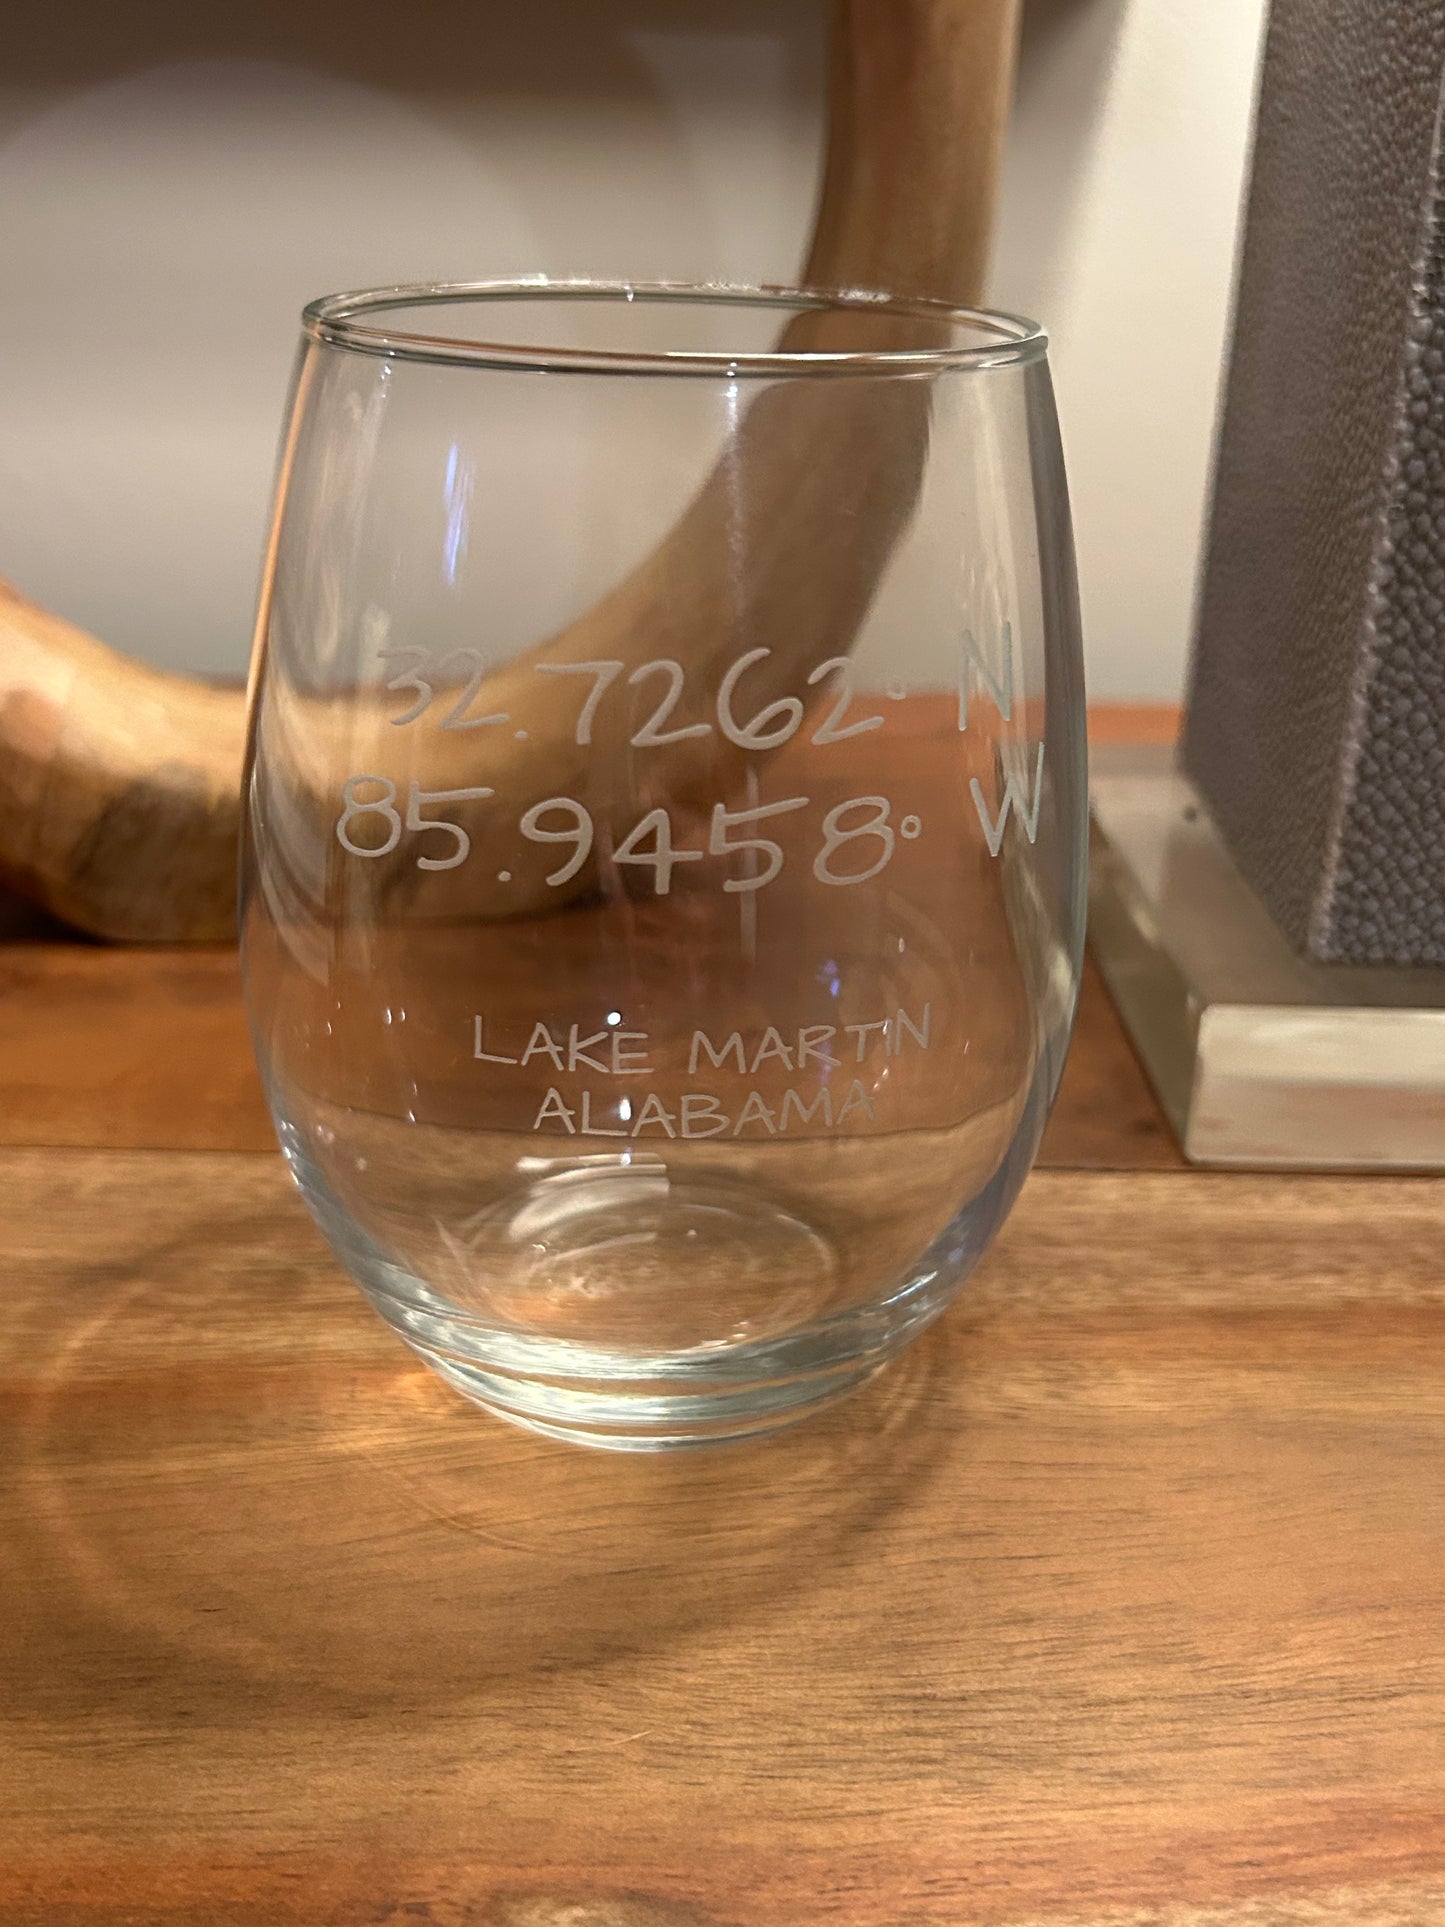 32.7262° N
85.9458° W
LAKE MARTIN
ALABAMA